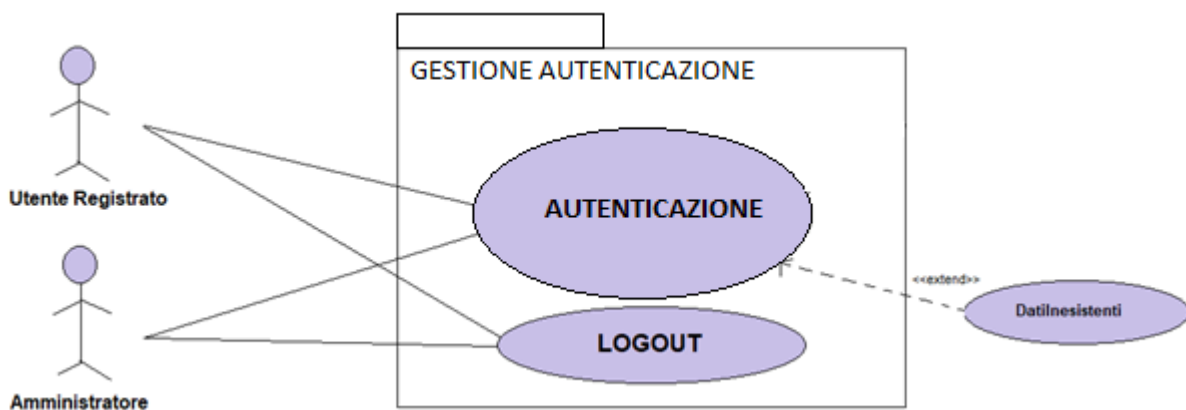 GESTIONE AUTENTICAZIONE
Utente Registrato
AUTENTICAZIONE
<<extend>>
DatiInesistenti
LOGOUT
Amministratore